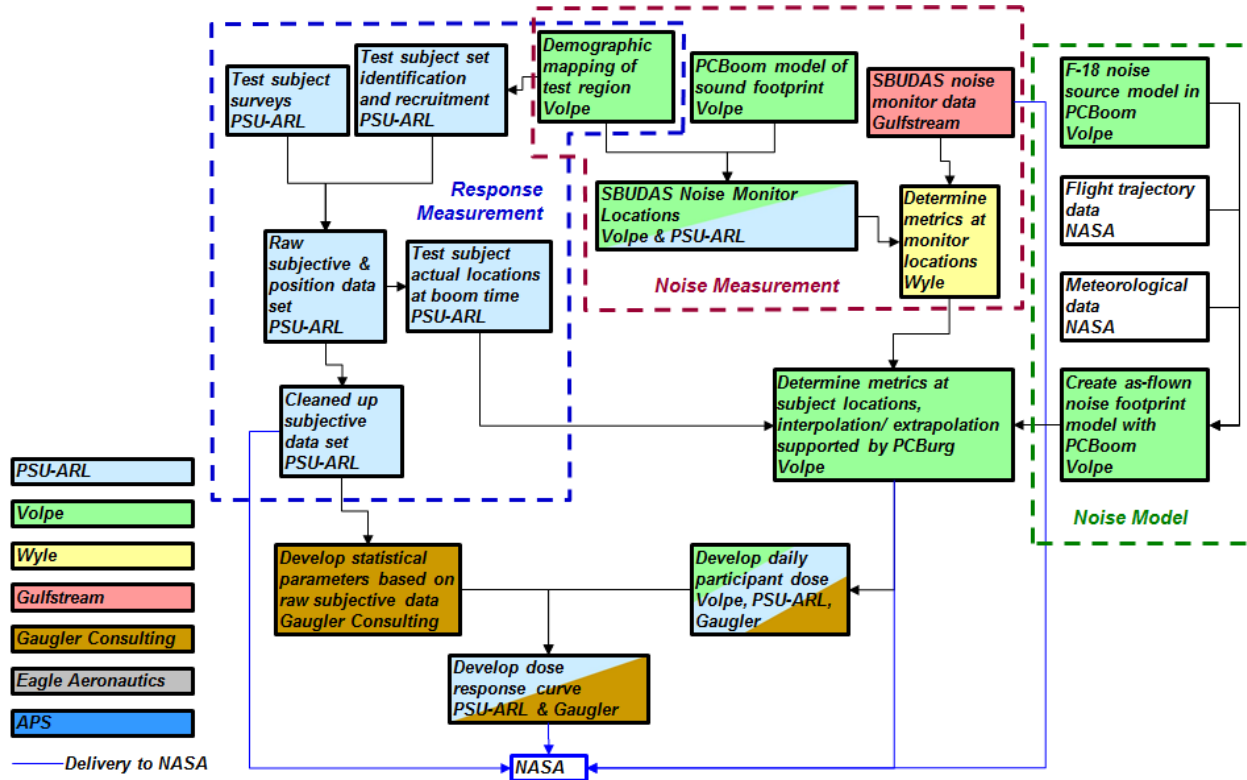 Test subject
surveys
PSU-ARL
Test subject set
identification
and recruitment
PSU-ARL
Demographic
mapping of
test region
Volpe
PCBoom model of
sound footprint
Volpe
SBUDAS noise
monitor data
Gulfstream
F-18 noise
source model in
PCBoom
Volpe
Response
Measurement
SBUDAS Noise Monitor
Locations
Volpe & PSU-ARL
Determine
metrics at
monitor
locations
Wyle
Flight trajectory
data
NASA
Raw
subjective &
position data
set
PSU-ARL
Test subject
actual locations
at boom time
PSU-ARL
Noise Measurement
Meteorological
data
NASA
Cleaned up
subjective
data set
PSU-ARL
Determine metrics at
subject locations,
interpolation/ extrapolation
supported by PCBurg
Volpe
Create as-flown
noise footprint
model with
PCBoom
Volpe
Noise Model
PSU-ARL
Volpe
Wyle
Gulfstream
Gaugler Consulting
Eagle Aeronautics
APS
Delivery to NASA
Develop statistical
parameters based on
raw subjective data
Gaugler Consulting
Develop daily
participant dose
Volpe, PSU-ARL,
Gaugler
Develop dose
response curve
PSU-ARL & Gaugler
NASA